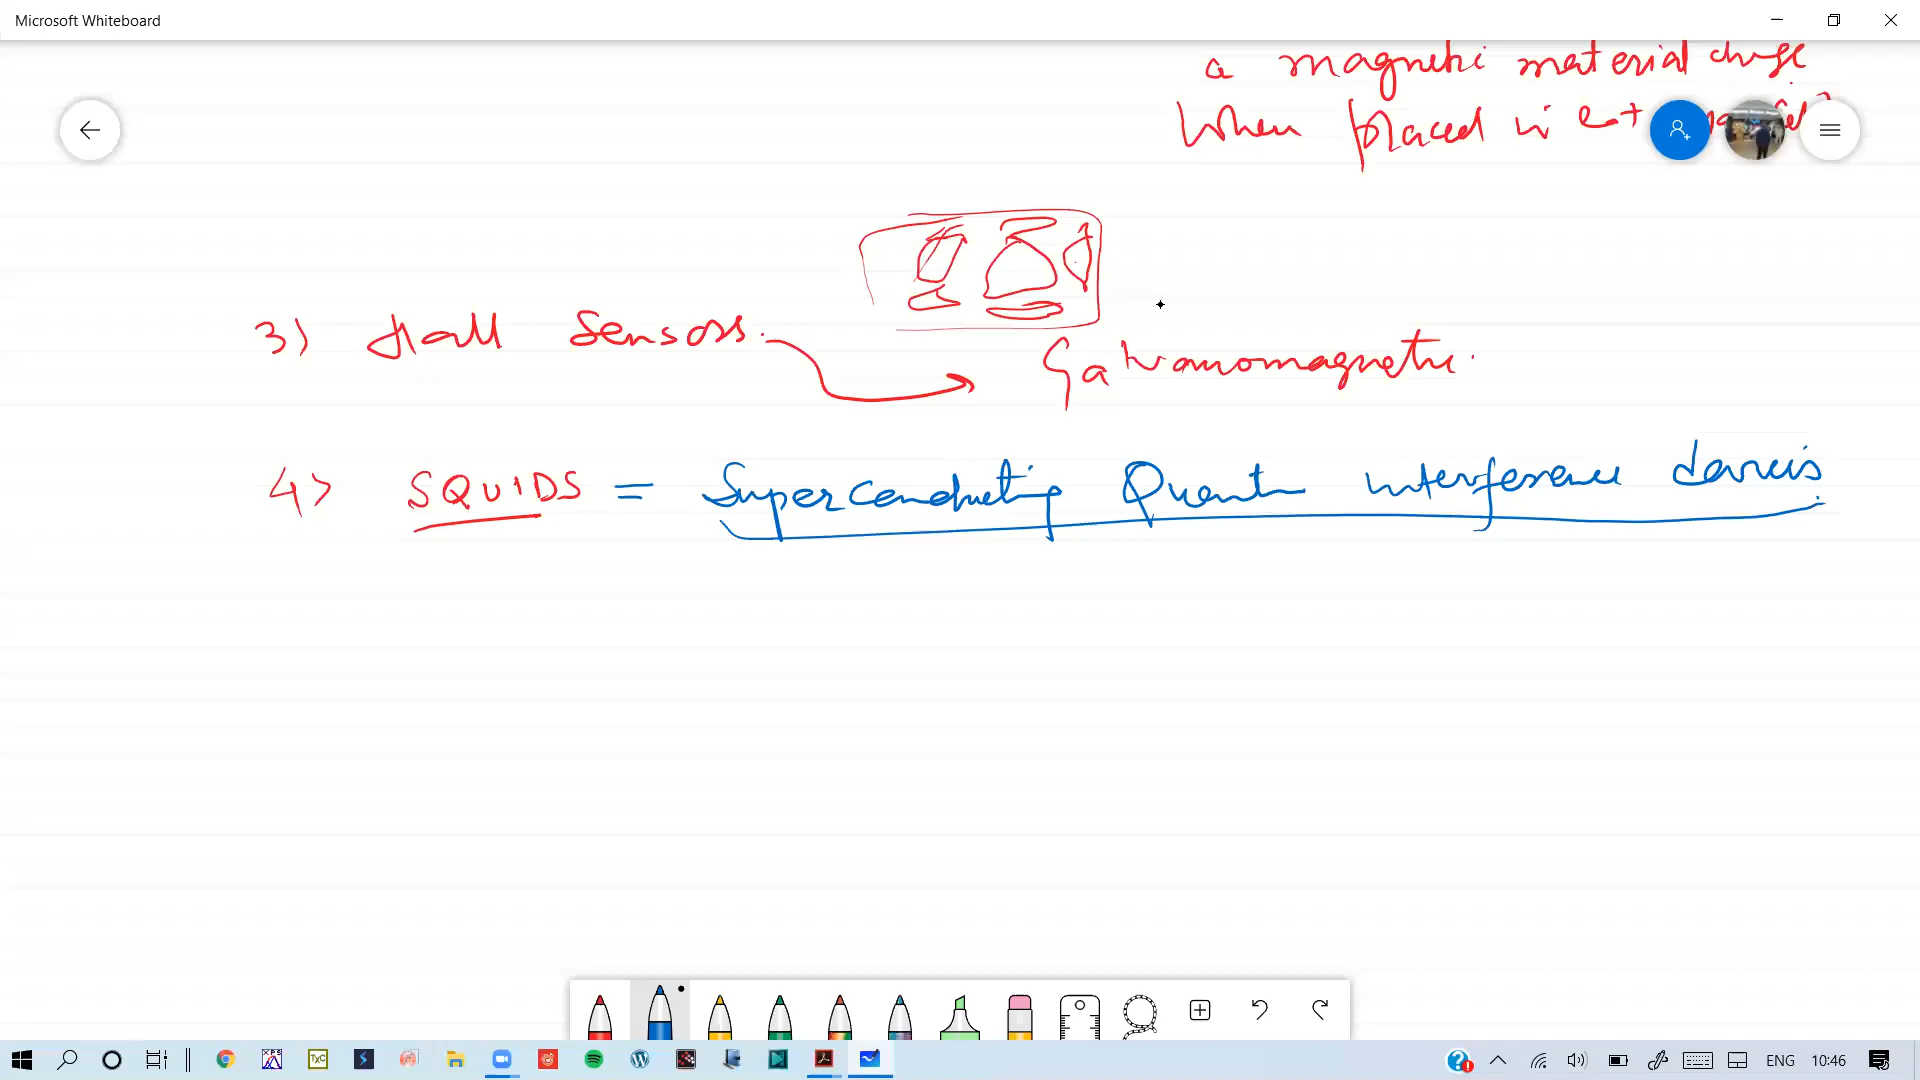 Microsoft Whiteboard
a magnetic material change
When placed in ext
3) Hall Sensors.
Galvanomagnetic.
4> SQUIDS = Superconducting Quantum interference devices
ENG 10:46